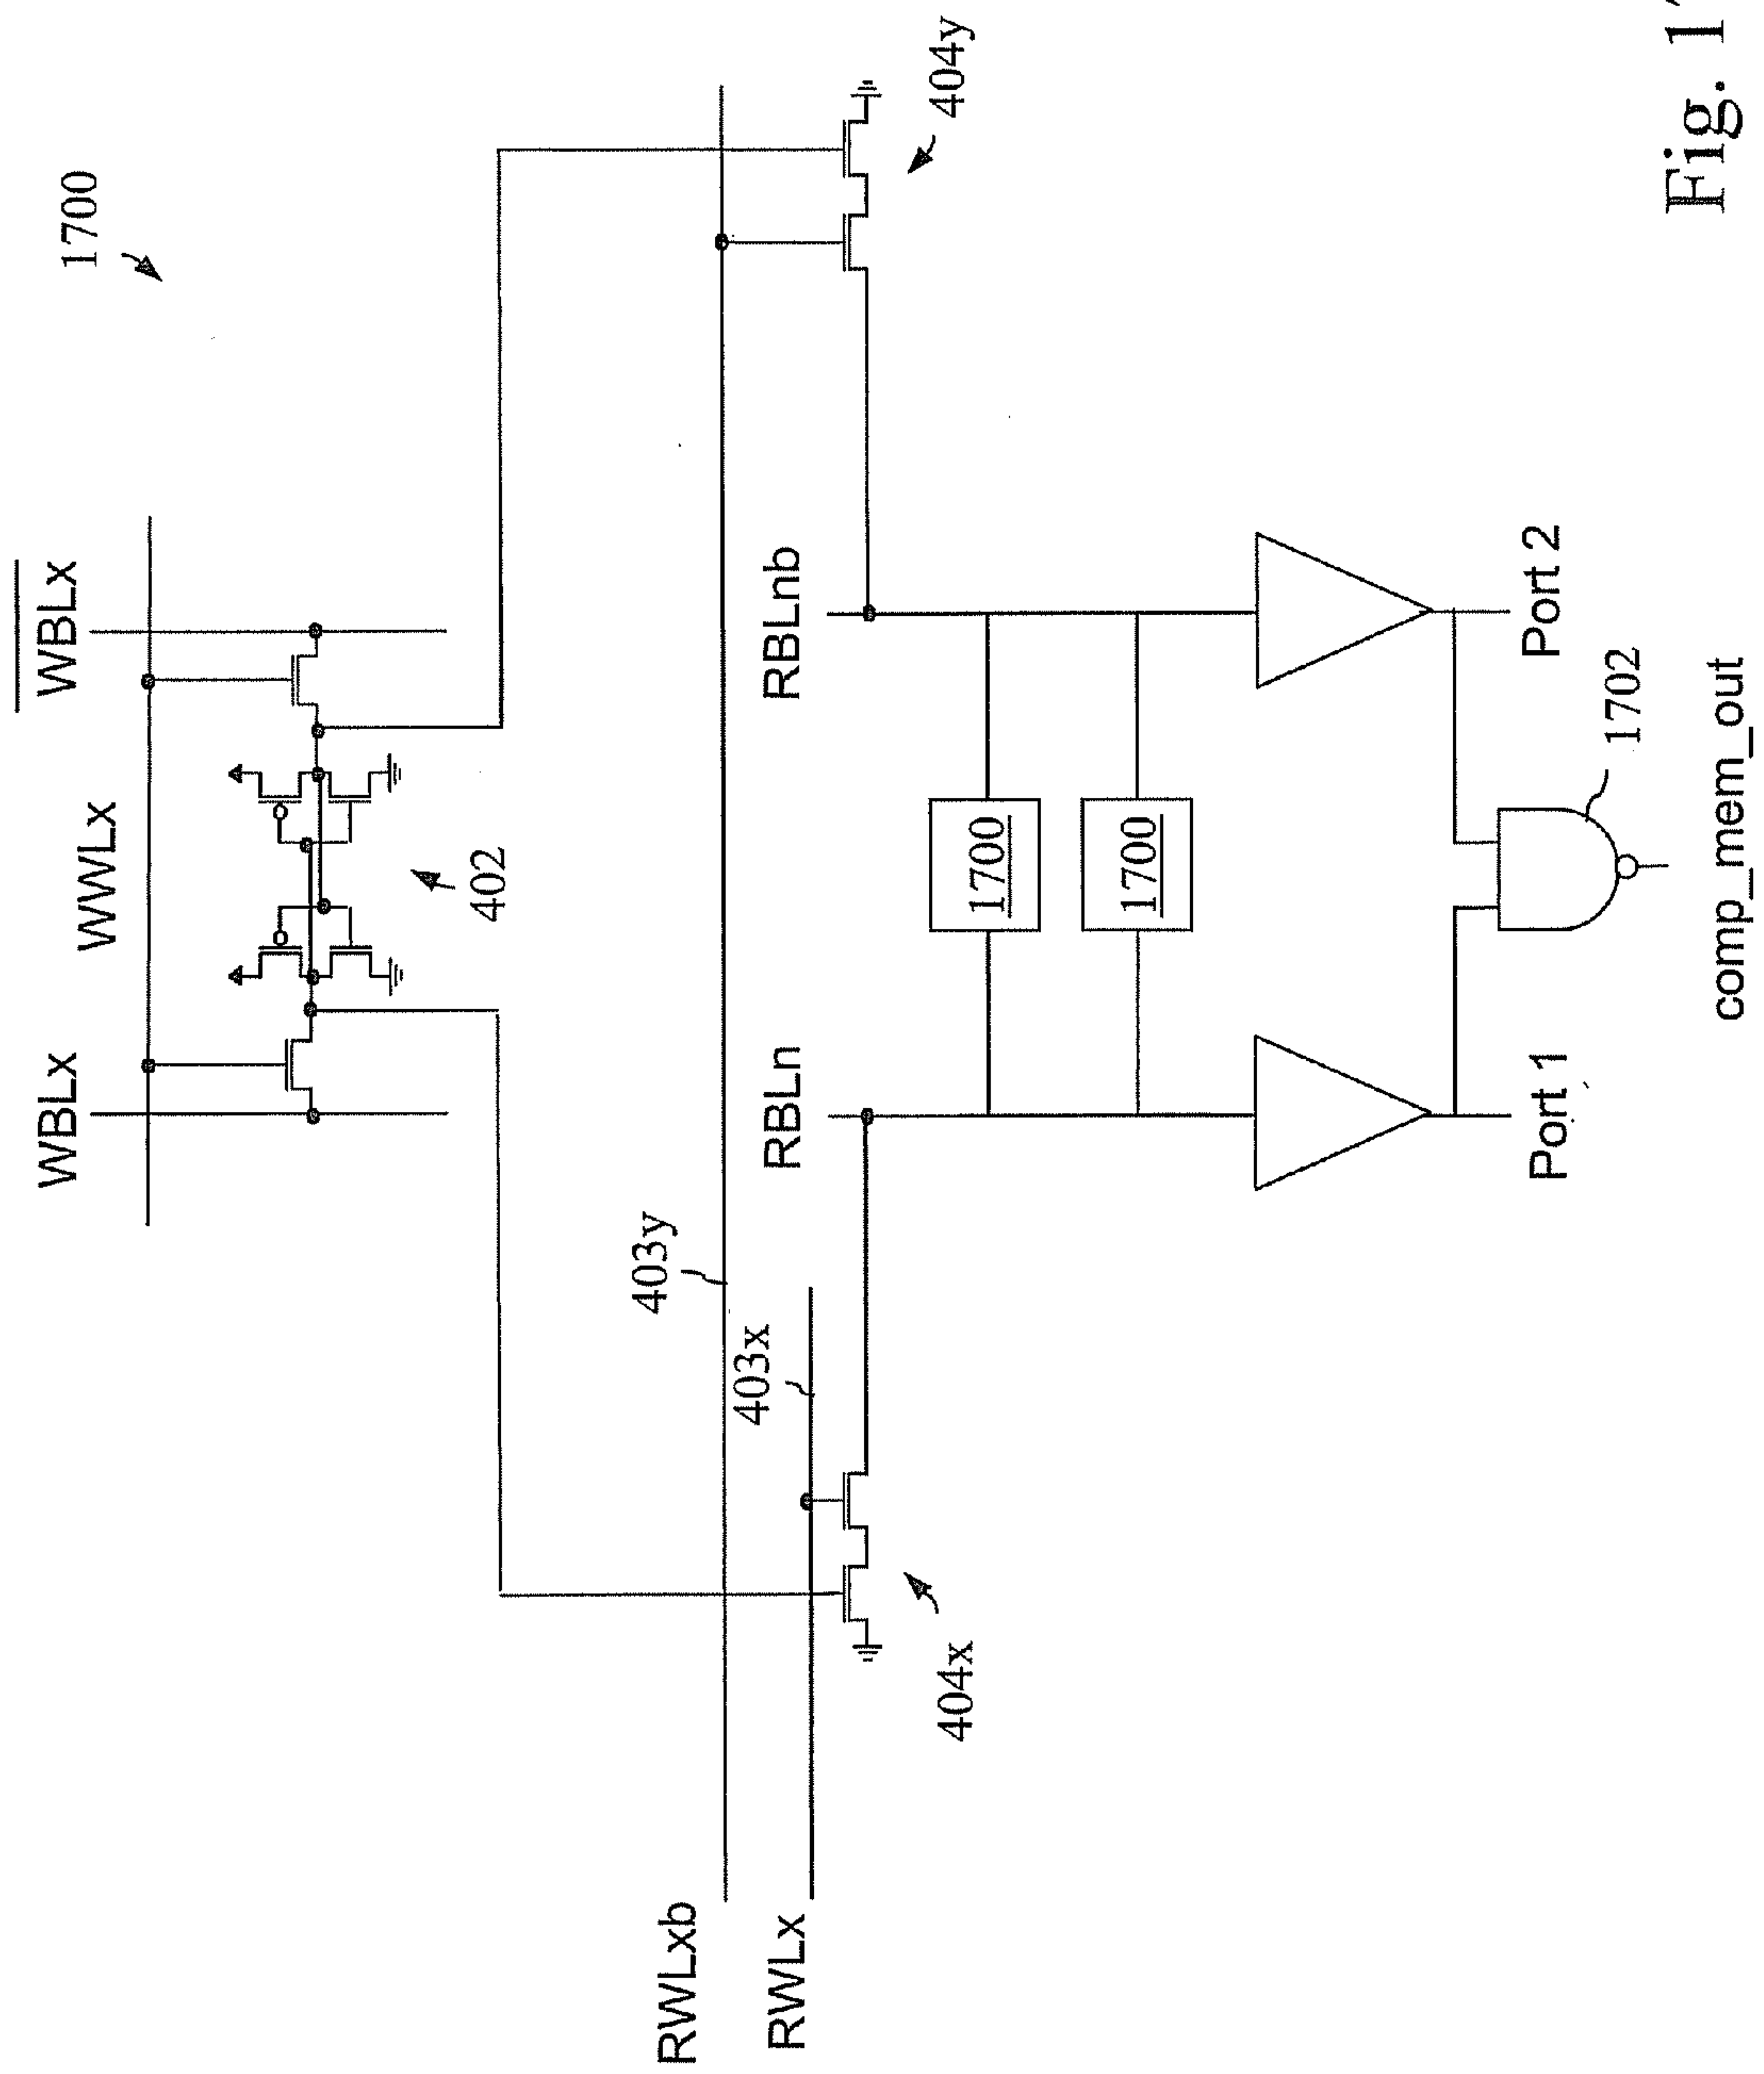 1700
WBLx
WWLx
WBLx
402
403y
403x
RWLxb
RWLx
RBLn
RBLnb
404x
404y
1700
1700
Port 1
Port 2
1702
comp_mem_out
Fig.